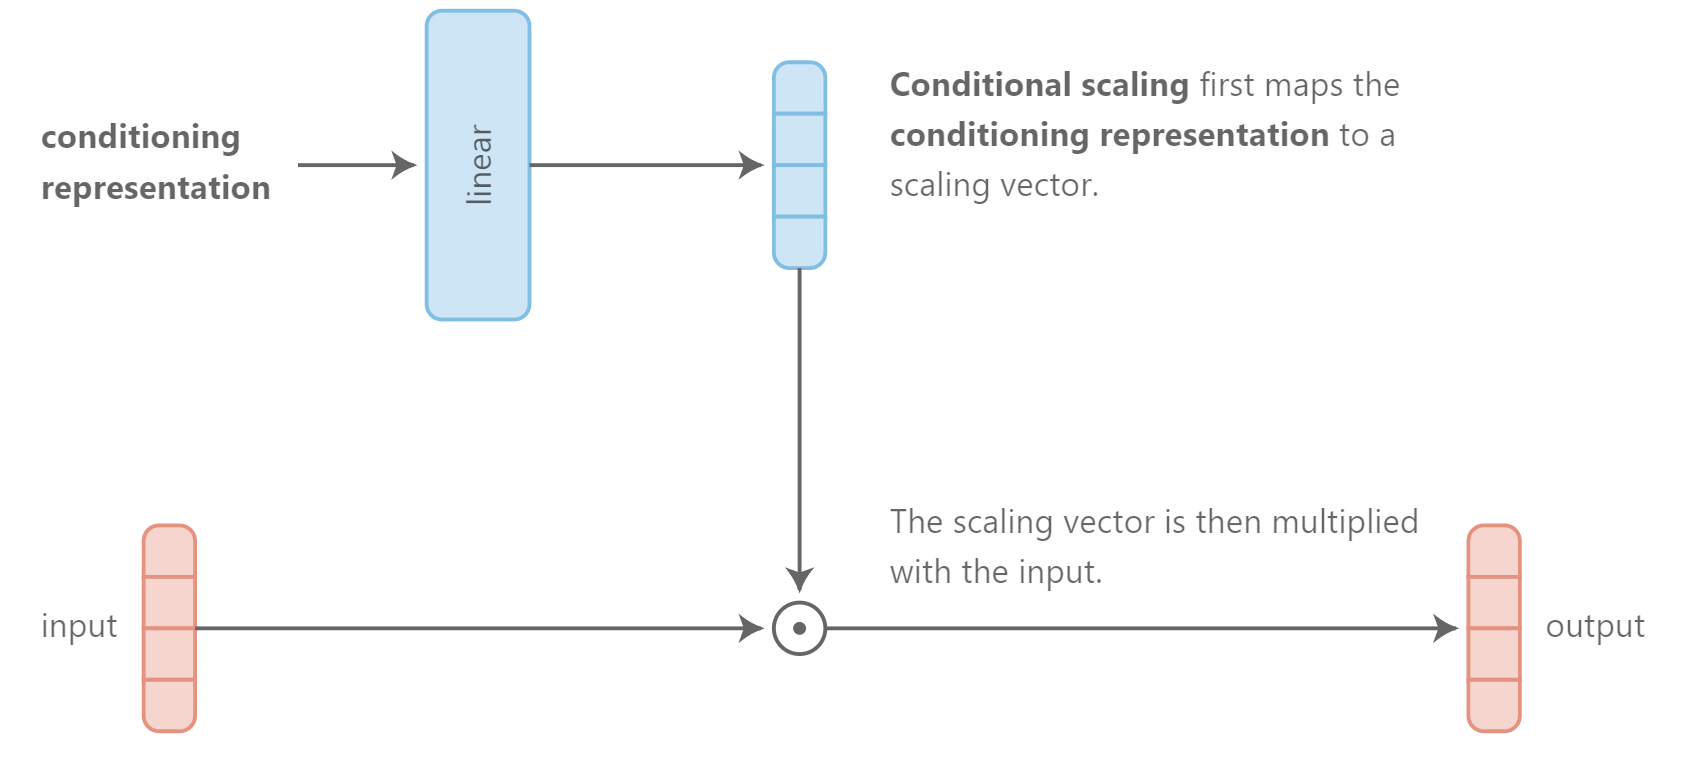 conditioning
representation
linear
Conditional scaling first maps the
conditioning representation to a
scaling vector.
The scaling vector is then multiplied
with the input.
input
output